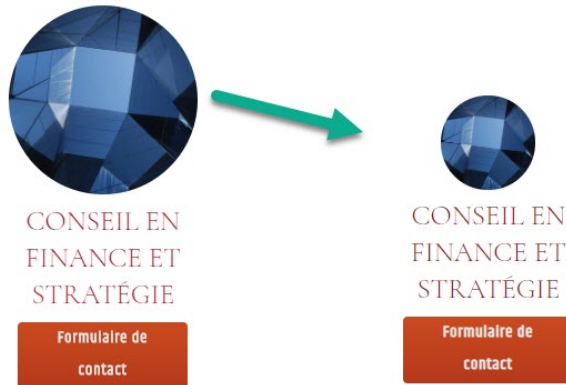 CONSEIL EN
FINANCE ET
STRATÉGIE
Formulaire de
contact
CONSEIL EN
FINANCE ET
STRATÉGIE
Formulaire de
contact